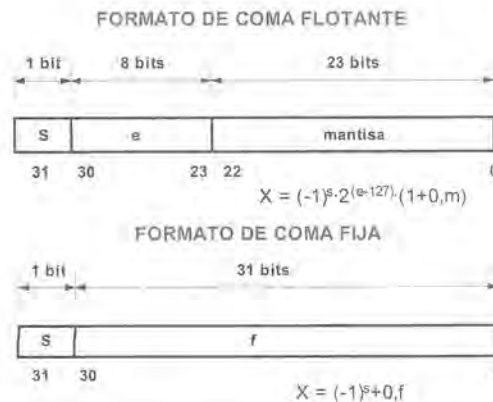 FORMATO DE COMA FLOTANTE
1 bit 8 bits 23 bits
S e mantisa
31 30 23 22 0
X = (-1)ˢ·2⁽ᵉ⁻¹²⁷⁾·(1+0,m)
FORMATO DE COMA FIJA
1 bit 31 bits
S f
31 30
X = (-1)ˢ+0,f